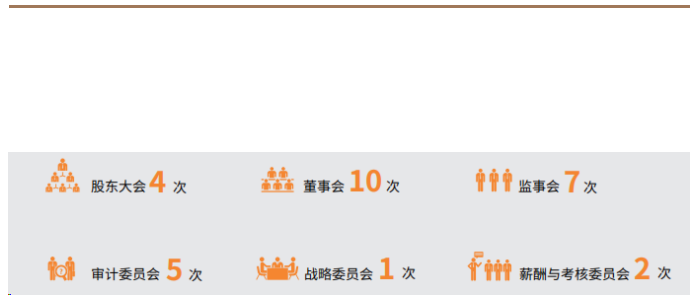 股东大会 4 次 董事会 10 次 监事会 7 次
审计委员会 5 次 战略委员会 1 次 薪酬与考核委员会 2 次